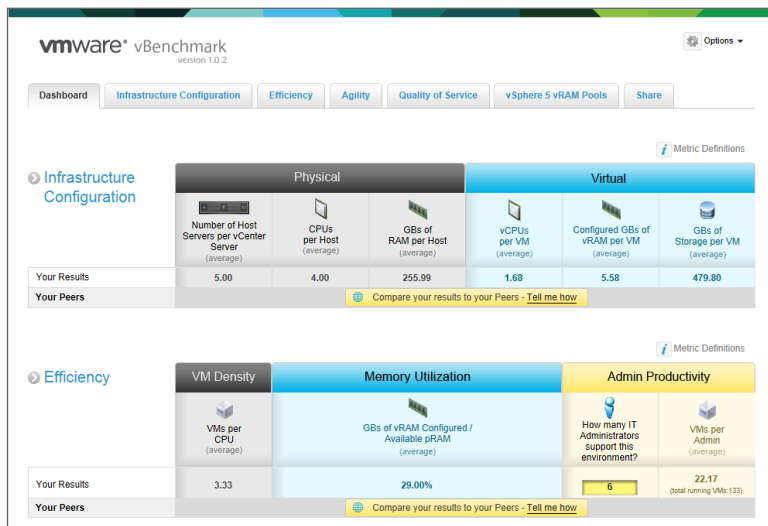 vmware® vBenchmark
version 1.0.2
Options
Dashboard
Infrastructure Configuration
Efficiency
Agility
Quality of Service
vSphere 5 vRAM Pools
Share
i Metric Definitions
Infrastructure
Configuration
Physical
Virtual
Number of Host
Servers per vCenter
Server
(average)
CPUs
per Host
(average)
GBs of
RAM per Host
(average)
vCPUs
per VM
(average)
Configured GBs of
vRAM per VM
(average)
GBs of
Storage per VM
(average)
Your Results 5.00 4.00 255.99 1.68 5.58 479.80
Your Peers Compare your results to your Peers - Tell me how
i Metric Definitions
Efficiency
VM Density
Memory Utilization
Admin Productivity
VMs per
CPU
(average)
GBs of vRAM Configured /
Available pRAM
(average)
How many IT
Administrators
support this
environment?
VMs per
Admin
(average)
Your Results 3.33 29.00% 6 22.17
(total running VMs:133)
Your Peers Compare your results to your Peers - Tell me how